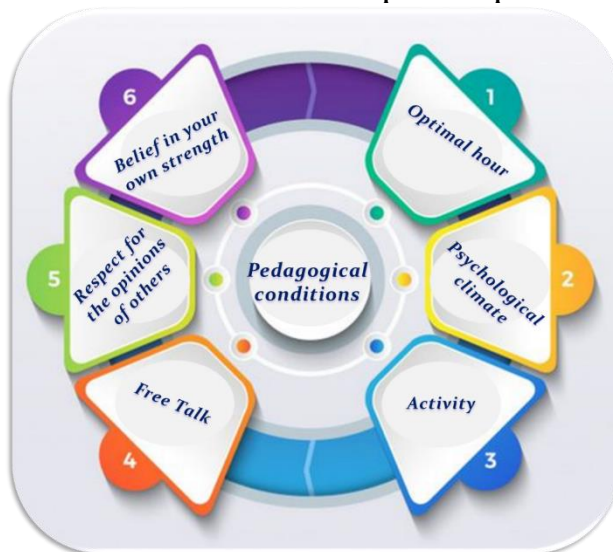 6
Belief in your
own strength
1
Optimal hour
5
Respect for
the opinions
of others
Pedagogical
conditions
Psychological
climate
2
Free Talk
4
Activity
3